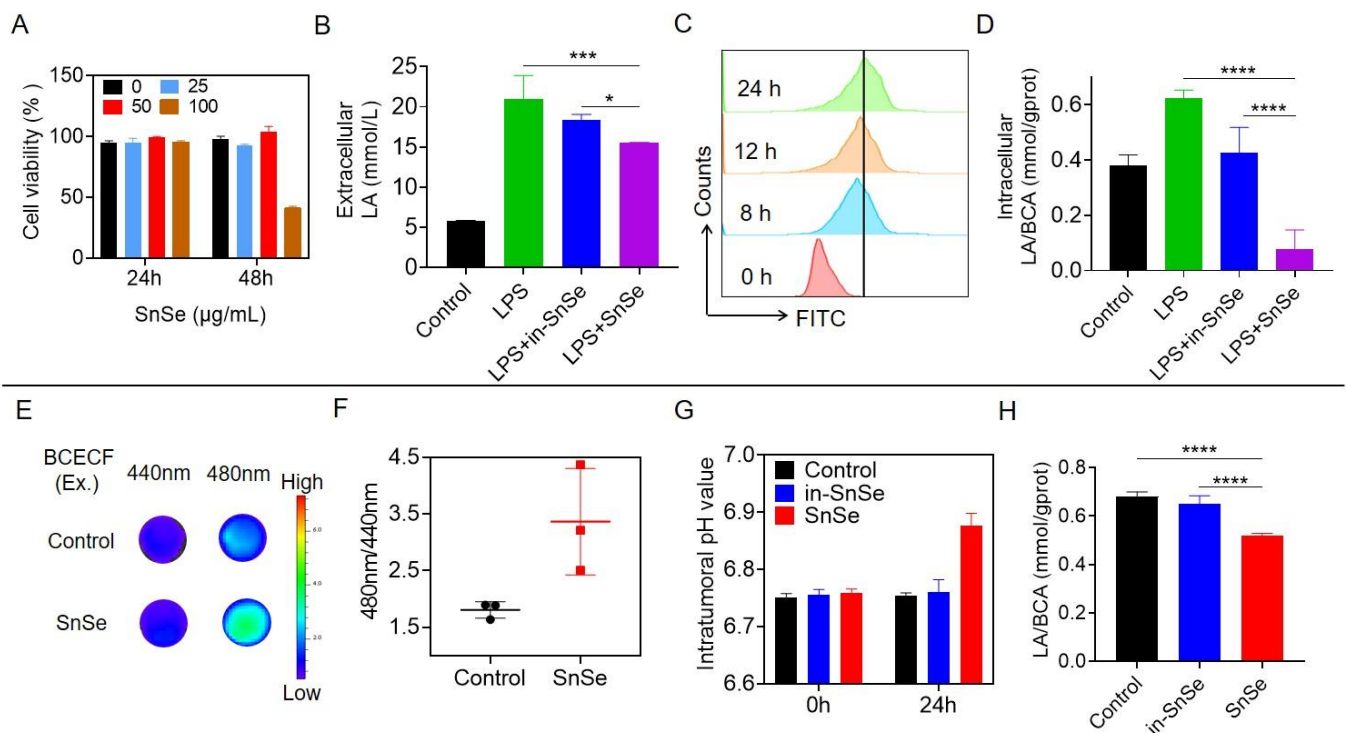 A
Cell viability (%)
150
100
50
0
0
25
50
100
24h
48h
SnSe (µg/mL)
B
Extracellular
LA (mmol/L)
25
20
15
10
5
0
***
*
Control
LPS
LPS+in-SnSe
LPS+SnSe
C
Counts
24 h
12 h
8 h
0 h
FITC
D
Intracellular
LA/BCA (mmol/gprot)
0.6
0.4
0.2
0.0
****
****
Control
LPS
LPS+in-SnSe
LPS+SnSe
E
BCECF
(Ex.)
440nm
480nm
High
Control
SnSe
6.0
4.0
2.0
Low
F
480nm/440nm
4.5
3.5
2.5
1.5
Control
SnSe
G
Intratumoral pH value
7.0
6.9
6.8
6.7
6.6
Control
in-SnSe
SnSe
0h
24h
H
LA/BCA (mmol/gprot)
0.8
0.6
0.4
0.2
0.0
****
****
Control
in-SnSe
SnSe